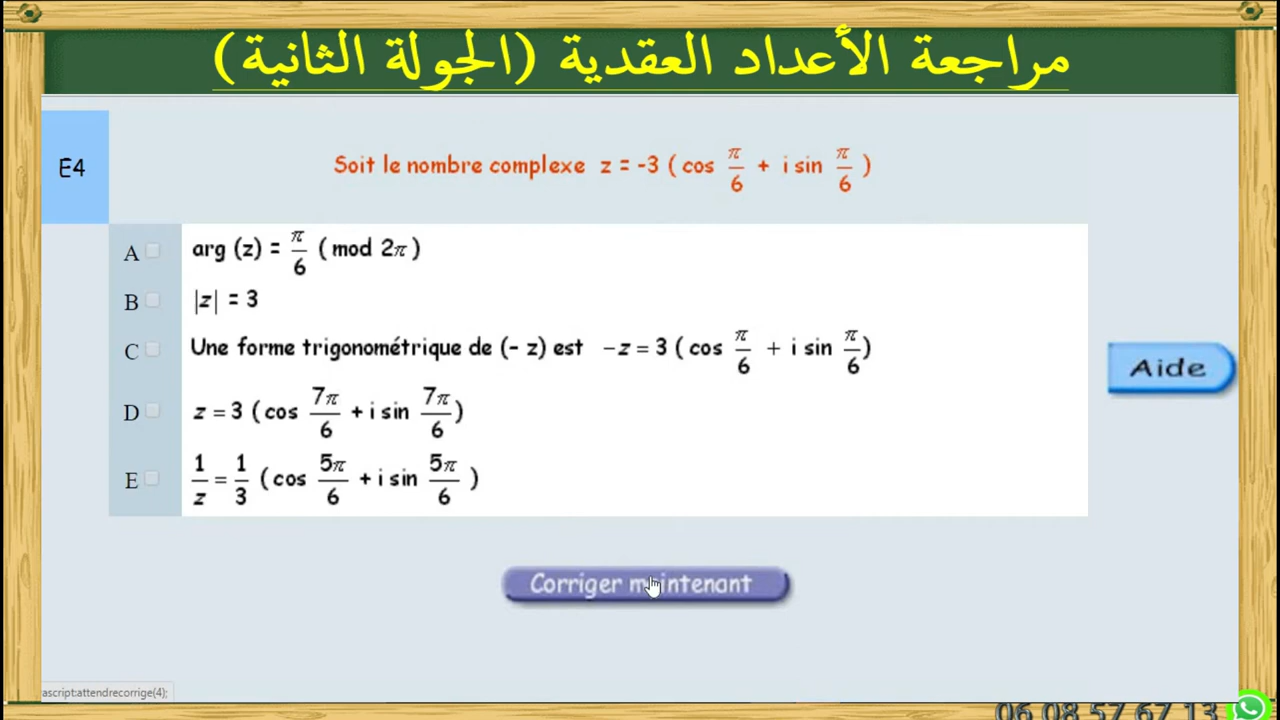 مراجعة الأعداد العقدية (الجولة الثانية)
E4
Soit le nombre complexe z = -3 ( cos π/6 + i sin π/6 )
A arg (z) = π/6 ( mod 2π )
B |z| = 3
C Une forme trigonométrique de (- z) est −z = 3 ( cos π/6 + i sin π/6 )
D z = 3 ( cos 7π/6 + i sin 7π/6 )
E 1/z = 1/3 ( cos 5π/6 + i sin 5π/6 )
Aide
Corriger maintenant
ascript:attendrecorrige(4);
06 08 57 67 13